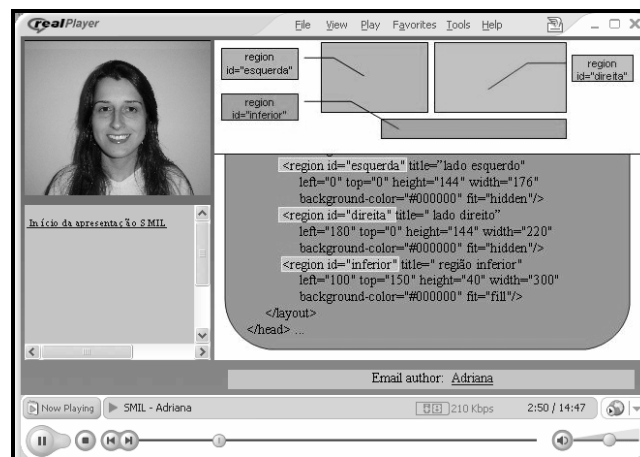 realPlayer
File View Play Favorites Tools Help
region
id="esquerda"
region
id="direita"
region
id="inferior"
<region id="esquerda" title="lado esquerdo"
left="0" top="0" height="144" width="176"
background-color="#000000" fit="hidden"/>
<region id="direita" title=" lado direito"
left="180" top="0" height="144" width="220"
background-color="#000000" fit="hidden"/>
<region id="inferior" title=" região inferior"
left="100" top="150" height="40" width="300"
background-color="#000000" fit="fill"/>
</layout>
</head> ...
Início da apresentação SMIL
Email author: Adriana
Now Playing SMIL - Adriana 210 Kbps 2:50 / 14:47